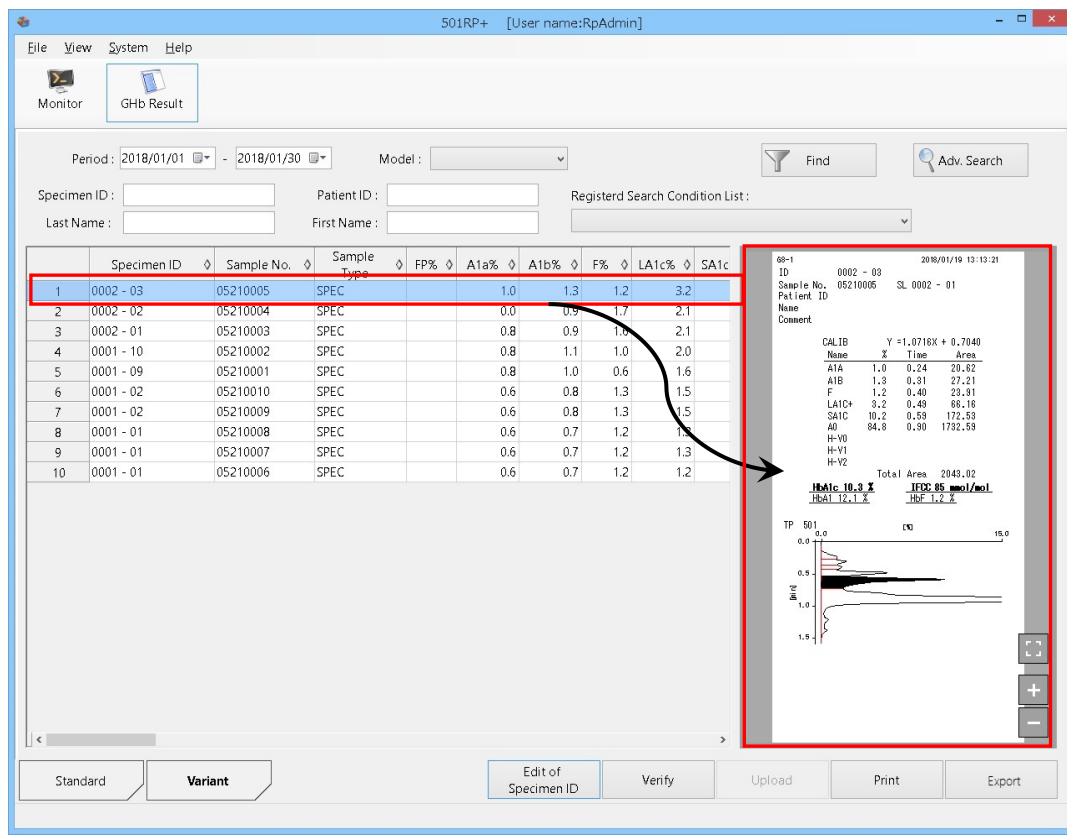 501RP+ [User name:RpAdmin]
File View System Help
Monitor GHb Result
Period : 2018/01/01 - 2018/01/30 Model :
Find Adv. Search
Specimen ID : Patient ID : Registerd Search Condition List :
Last Name : First Name :
Specimen ID Sample No. Sample Type FP% A1a% A1b% F% LA1c% SA1c
1 0002 - 03 05210005 SPEC 1.0 1.3 1.2 3.2
2 0002 - 02 05210004 SPEC 0.0 0.9 1.7 2.1
3 0002 - 01 05210003 SPEC 0.8 0.9 1.6 2.1
4 0001 - 10 05210002 SPEC 0.8 1.1 1.0 2.0
5 0001 - 09 05210001 SPEC 0.8 1.0 0.6 1.6
6 0001 - 02 05210010 SPEC 0.6 0.8 1.3 1.5
7 0001 - 02 05210009 SPEC 0.6 0.8 1.3 1.5
8 0001 - 01 05210008 SPEC 0.6 0.7 1.2
9 0001 - 01 05210007 SPEC 0.6 0.7 1.2 1.3
10 0001 - 01 05210006 SPEC 0.6 0.7 1.2 1.2
G8-1 2018/01/19 13:13:21
ID 0002 - 03
Sample No. 05210005 SL 0002 - 01
Patient ID
Name
Comment
CALIB Y =1.0716X + 0.7040
Name % Time Area
A1A 1.0 0.24 20.62
A1B 1.3 0.31 27.21
F 1.2 0.40 23.91
LA1C+ 3.2 0.49 66.16
SA1C 10.2 0.59 172.53
A0 84.8 0.90 1732.59
H-V0
H-V1
H-V2
Total Area 2043.02
HbA1c 10.3 % IFCC 85 mmol/mol
HbA1 12.1 % HbF 1.2 %
TP 501
[%]
0.0 15.0
0.0
0.5
[min]
1.0
1.5
Standard Variant Edit of Specimen ID Verify Upload Print Export